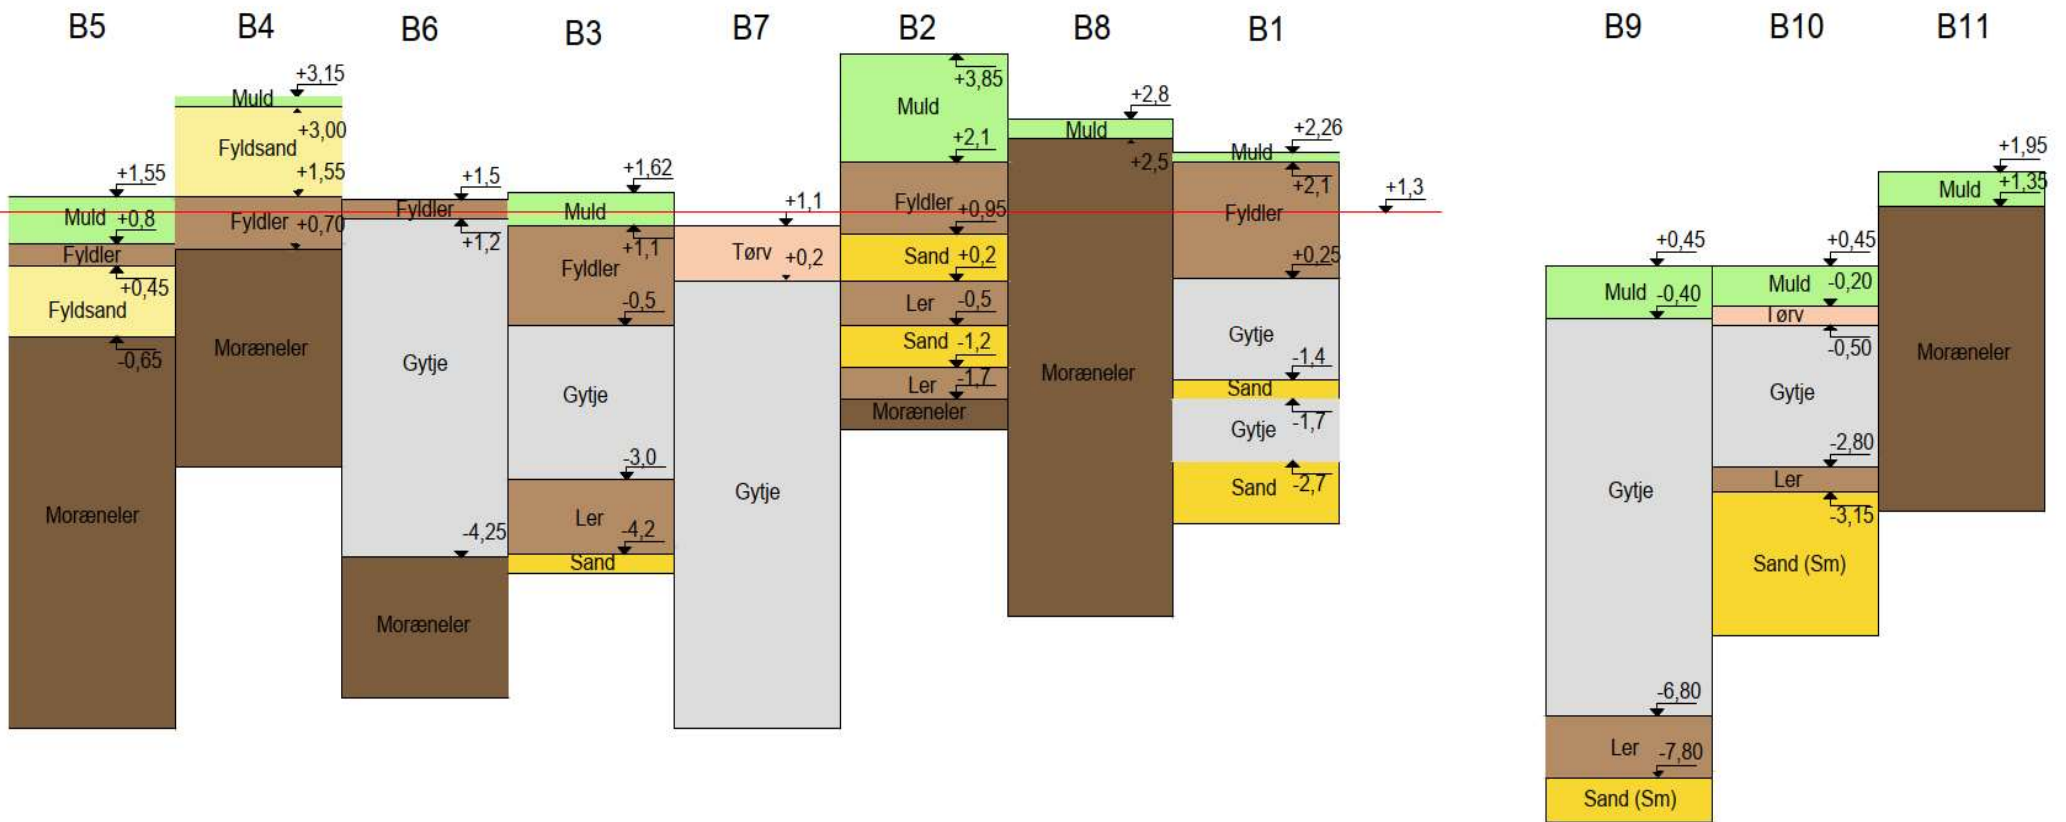 B5
B4
B6
B3
B7
B2
B8
B1
B9
B10
B11
+1,55
Muld
+0,8
Fyldler
+0,45
Fyldsand
-0,65
Moræneler
+3,15
Muld
+3,00
Fyldsand
+1,55
Fyldler
+0,70
Moræneler
+1,5
Fyldler
+1,2
Gytje
-4,25
Moræneler
+1,62
Muld
+1,1
Fyldler
-0,5
Gytje
-3,0
Ler
-4,2
Sand
+1,1
Tørv
+0,2
Gytje
+3,85
Muld
+2,1
Fyldler
+0,95
Sand
+0,2
Ler
-0,5
Sand
-1,2
Ler
-1,7
Moræneler
+2,8
Muld
+2,5
Moræneler
+2,26
Muld
+2,1
Fyldler
+0,25
Gytje
-1,4
Sand
-1,7
Gytje
-2,7
Sand
+1,3
+0,45
Muld
-0,40
Gytje
-6,80
Ler
-7,80
Sand (Sm)
+0,45
Muld
-0,20
Tørv
-0,50
Gytje
-2,80
Ler
-3,15
Sand (Sm)
+1,95
Muld
+1,35
Moræneler